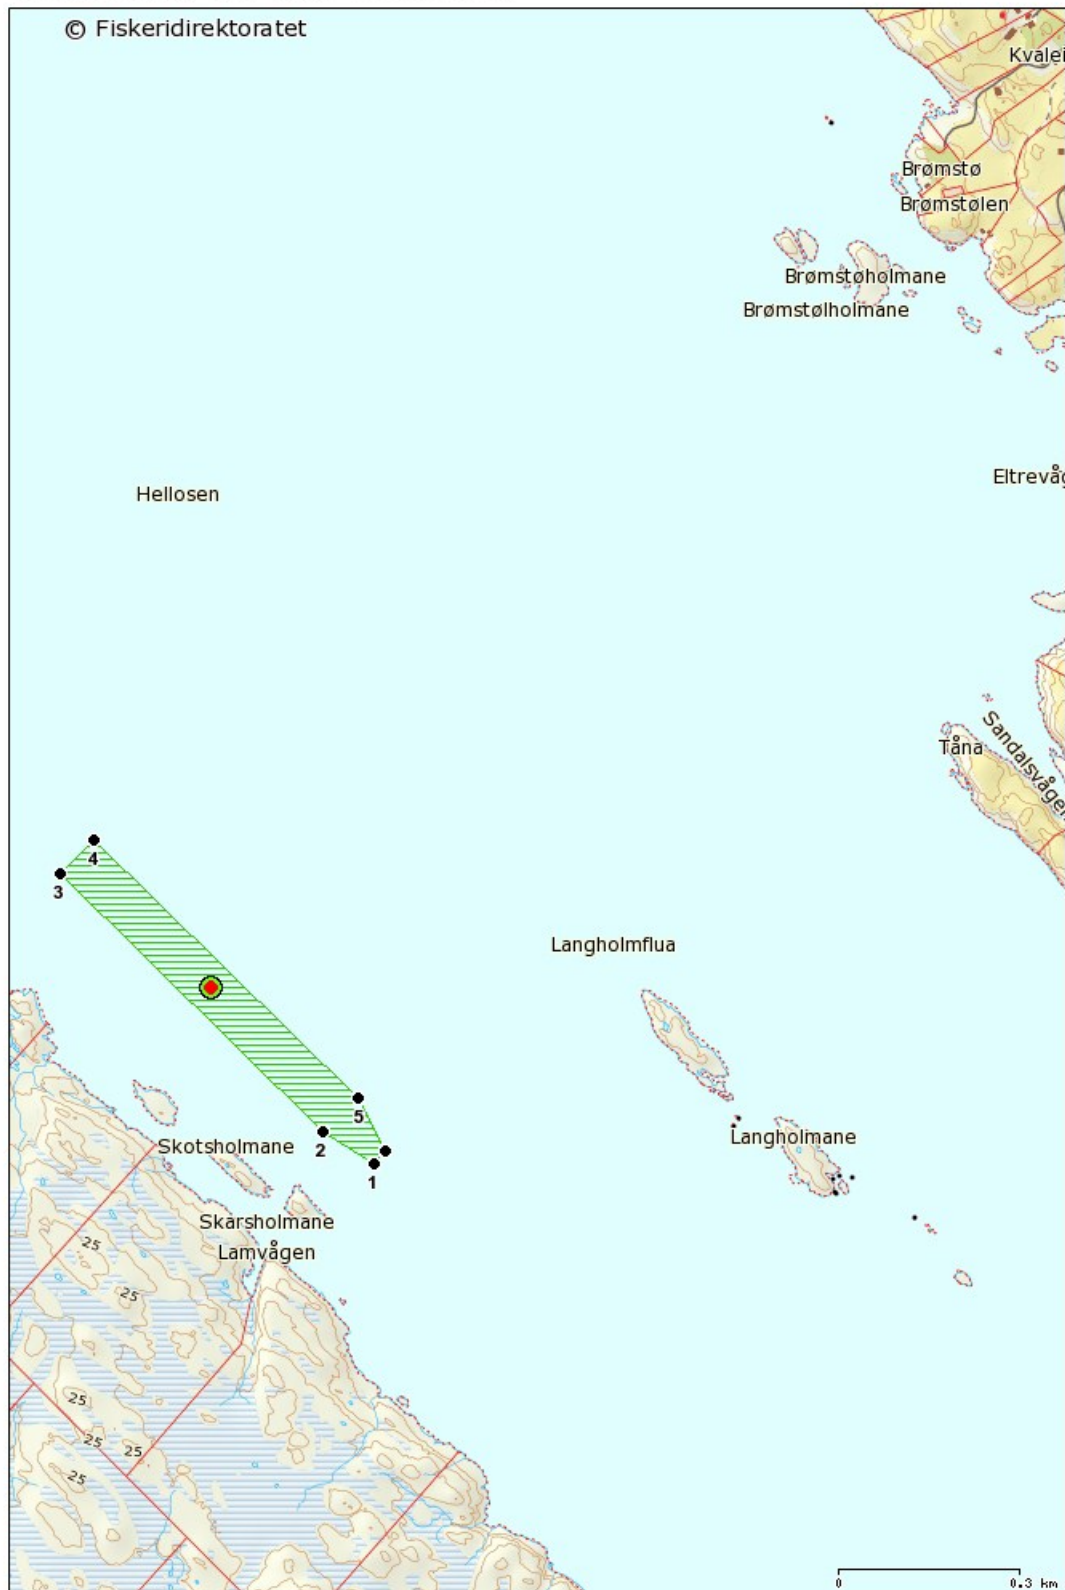 © Fiskeridirektoratet
Brømstø
Brømstølen
Brømstøholmane
Brømstølholmane
Hellosen
Sandalsvågen
Tåna
4
3
Langholmflua
5
2
Skotsholmane
Langholmane
1
Skarsholmane
Lamvågen
25
25
25
25
25
25
0
0.3 km